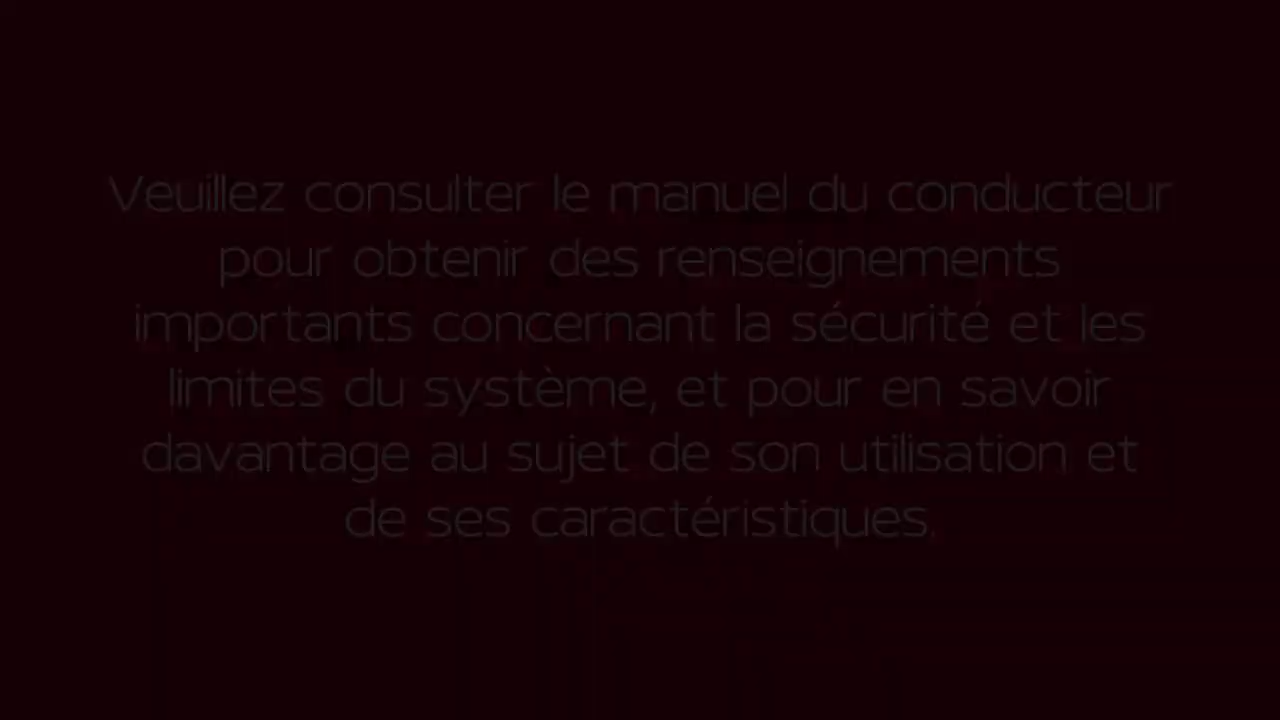 Veuillez consulter le manuel du conducteur
pour obtenir des renseignements
importants concernant la sécurité et les
limites du système, et pour en savoir
davantage au sujet de son utilisation et
de ses caractéristiques.